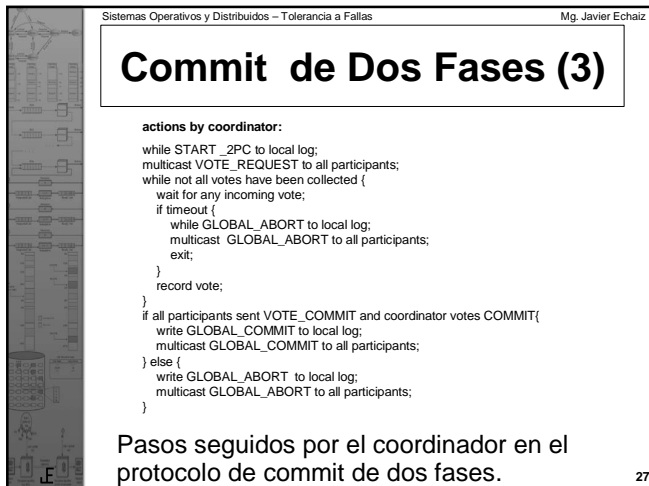 Sistemas Operativos y Distribuidos – Tolerancia a Fallas Mg. Javier Echaiz
Commit de Dos Fases (3)
actions by coordinator:
while START _2PC to local log;
multicast VOTE_REQUEST to all participants;
while not all votes have been collected {
wait for any incoming vote;
if timeout {
while GLOBAL_ABORT to local log;
multicast GLOBAL_ABORT to all participants;
exit;
}
record vote;
}
if all participants sent VOTE_COMMIT and coordinator votes COMMIT{
write GLOBAL_COMMIT to local log;
multicast GLOBAL_COMMIT to all participants;
} else {
write GLOBAL_ABORT to local log;
multicast GLOBAL_ABORT to all participants;
}
Pasos seguidos por el coordinador en el
protocolo de commit de dos fases.
27
JE